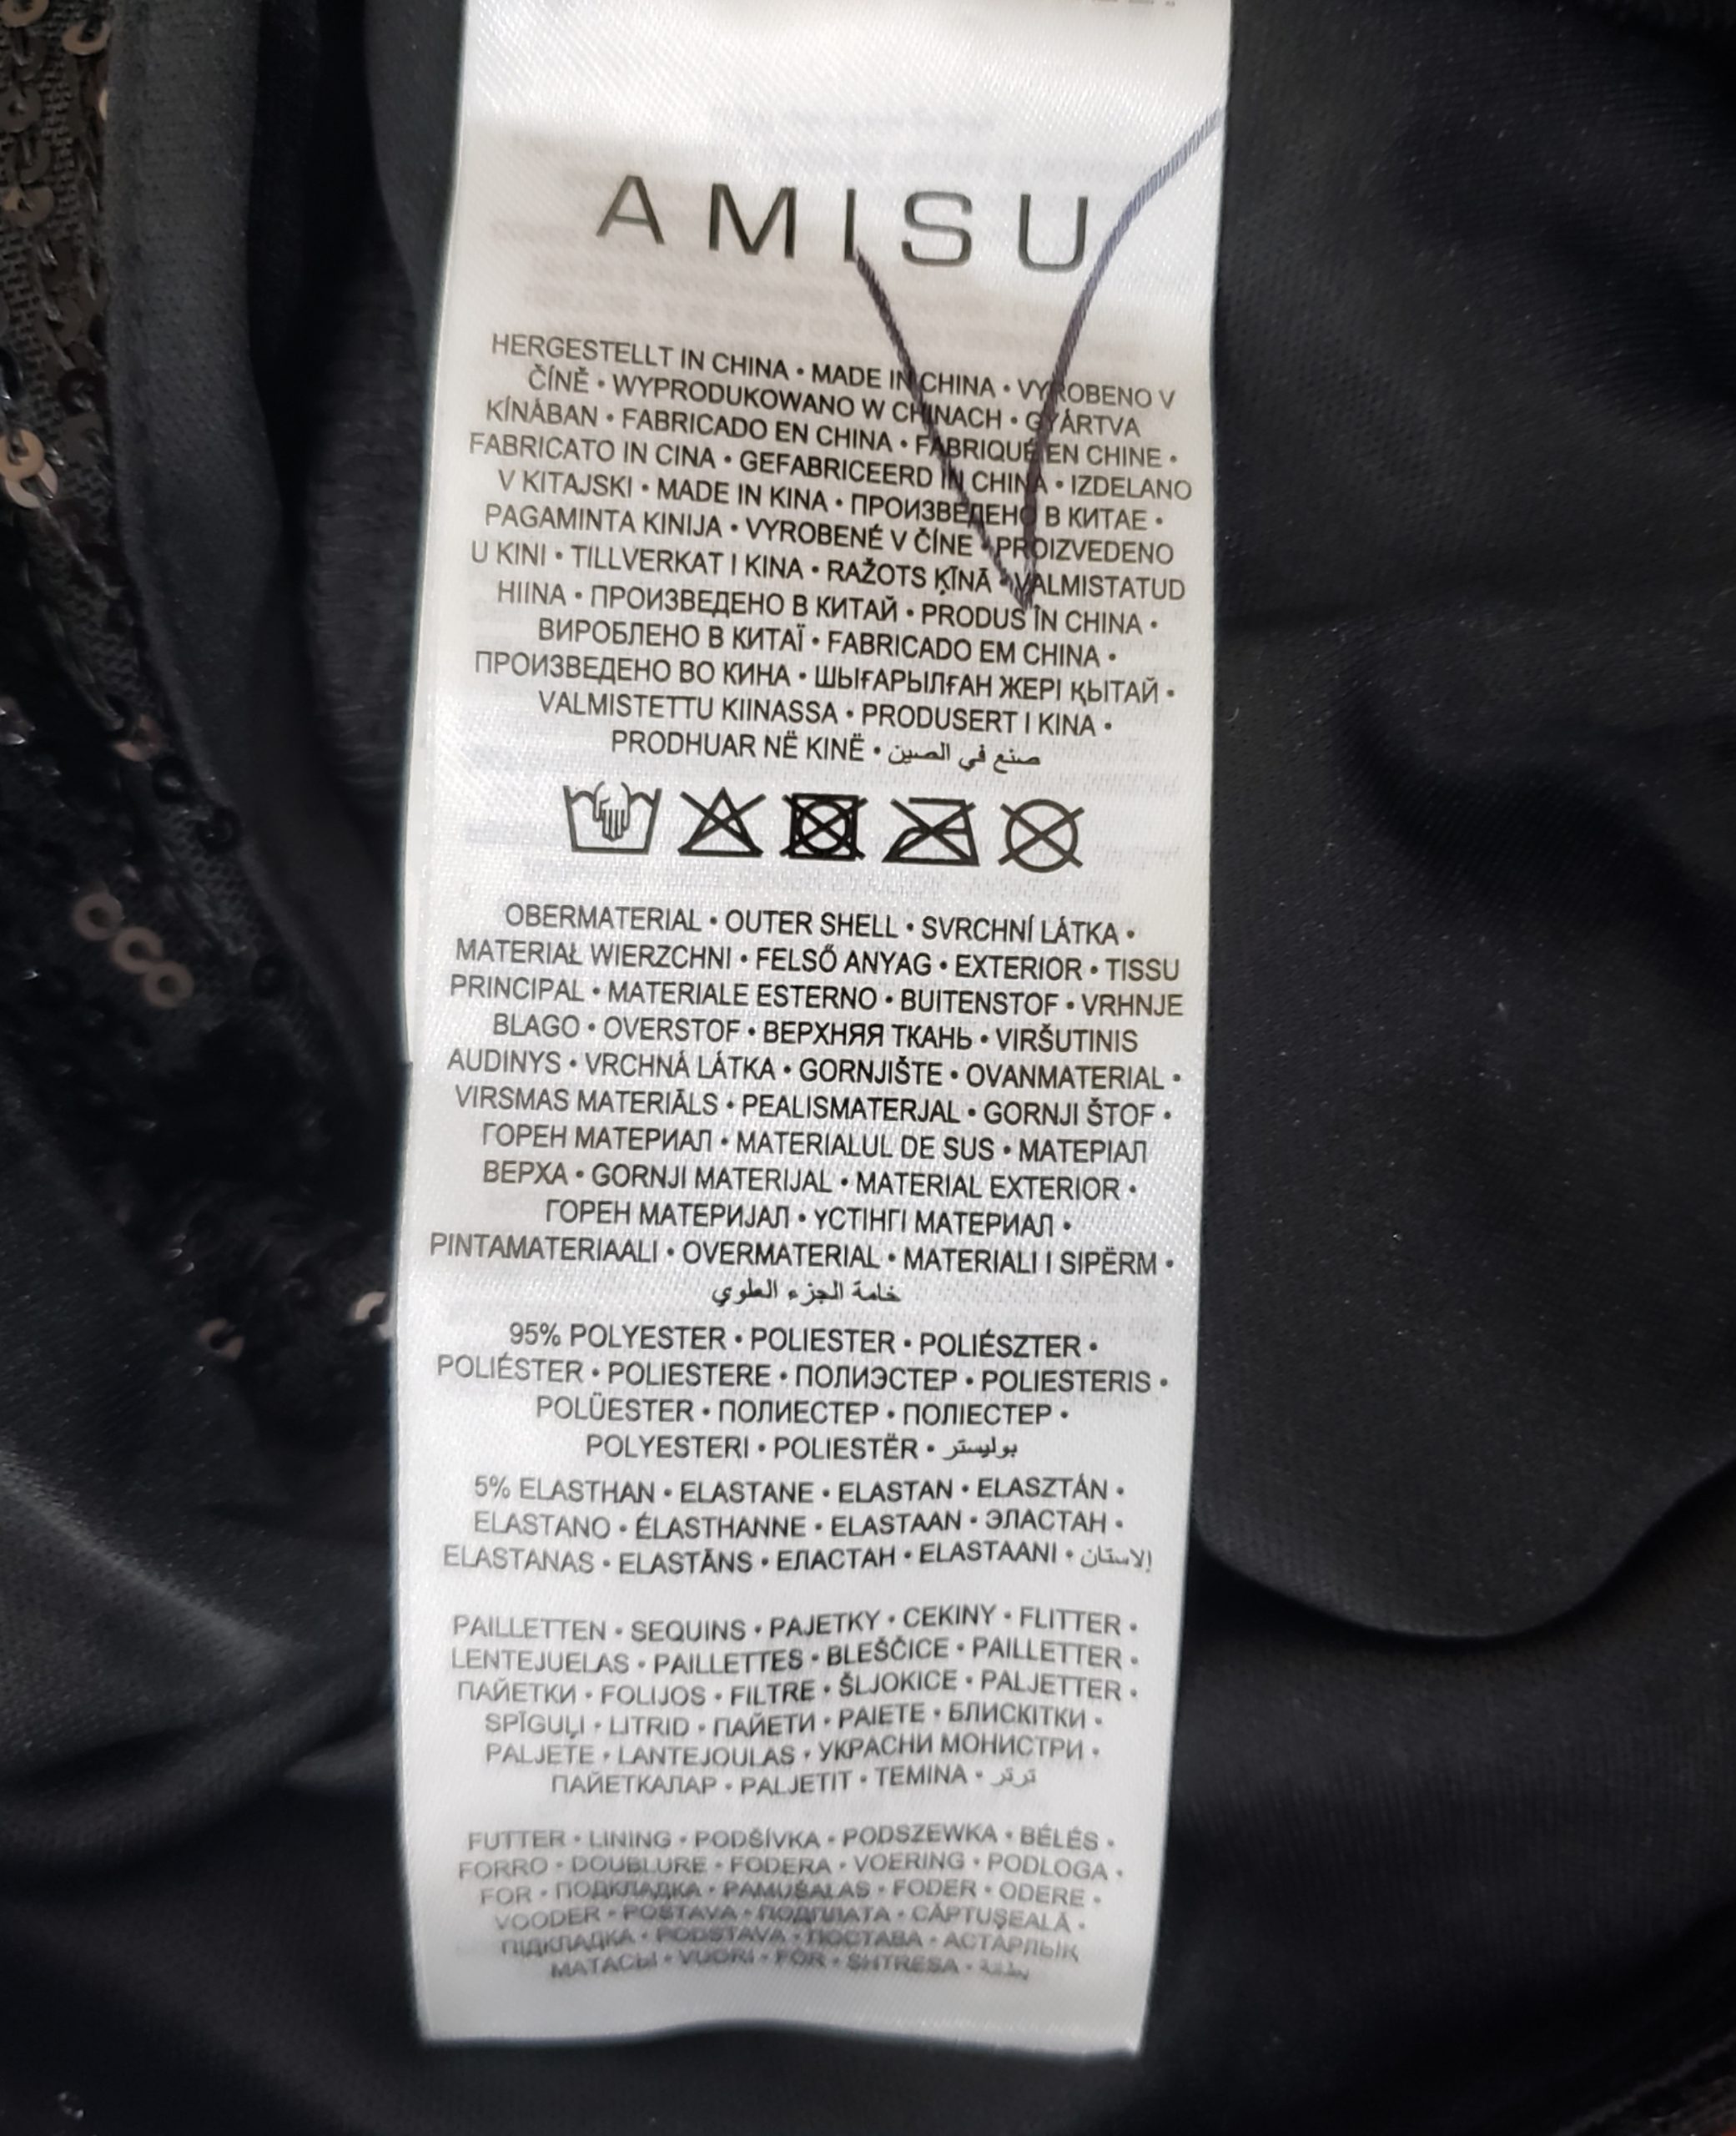 AMISU
HERGESTELLT IN CHINA • MADE IN CHINA • VYROBENO V
ČÍNĚ • WYPRODUKOWANO W CHINACH • GYÁRTVA
KÍNÁBAN • FABRICADO EN CHINA • FABRIQUÉ EN CHINE •
FABRICATO IN CINA • GEFABRICEERD IN CHINA • IZDELANO
V KITAJSKI • MADE IN KINA • ПРОИЗВЕДЕНО В КИТАЕ •
PAGAMINTA KINIJA • VYROBENÉ V ČÍNE • PROIZVEDENO
U KINI • TILLVERKAT I KINA • RAŽOTS ĶĪNĀ • VALMISTATUD
HIINA • ПРОИЗВЕДЕНО В КИТАЙ • PRODUS ÎN CHINA •
ВИРОБЛЕНО В КИТАЇ • FABRICADO EM CHINA •
ПРОИЗВЕДЕНО ВО КИНА • ШЫҒАРЫЛҒАН ЖЕРІ ҚЫТАЙ •
VALMISTETTU KIINASSA • PRODUSERT I KINA •
PRODHUAR NË KINË • صنع في الصين
OBERMATERIAL • OUTER SHELL • SVRCHNÍ LÁTKA •
MATERIAŁ WIERZCHNI • FELSŐ ANYAG • EXTERIOR • TISSU
PRINCIPAL • MATERIALE ESTERNO • BUITENSTOF • VRHNJE
BLAGO • OVERSTOF • ВЕРХНЯЯ ТКАНЬ • VIRŠUTINIS
AUDINYS • VRCHNÁ LÁTKA • GORNJIŠTE • OVANMATERIAL •
VIRSMAS MATERIĀLS • PEALISMATERJAL • GORNJI ŠTOF •
ГОРЕН МАТЕРИАЛ • MATERIALUL DE SUS • МАТЕРІАЛ
ВЕРХА • GORNJI MATERIJAL • MATERIAL EXTERIOR •
ГОРЕН МАТЕРИЈАЛ • ҮСТІНГІ МАТЕРИАЛ •
PINTAMATERIAALI • OVERMATERIAL • MATERIALI I SIPËRM •
خامة الجزء العلوي
95% POLYESTER • POLIESTER • POLIÉSZTER •
POLIÉSTER • POLIESTERE • ПОЛИЭСТЕР • POLIESTERIS •
POLÜESTER • ПОЛИЕСТЕР • ПОЛІЕСТЕР •
POLYESTERI • POLIESTËR • بوليستر
5% ELASTHAN • ELASTANE • ELASTAN • ELASZTÁN •
ELASTANO • ÉLASTHANNE • ELASTAAN • ЭЛАСТАН •
ELASTANAS • ELASTĀNS • ЕЛАСТАН • ELASTAANI • إلاستان
PAILLETTEN • SEQUINS • PAJETKY • CEKINY • FLITTER •
LENTEJUELAS • PAILLETTES • BLEŠČICE • PAILLETTER •
ПАЙЕТКИ • FOLIJOS • FILTRE • ŠLJOKICE • PALJETTER •
SPĪGUĻI • LITRID • ПАЙЕТИ • PAIETE • БЛИСКІТКИ •
PALJETE • LANTEJOULAS • УКРАСНИ МОНИСТРИ •
ПАЙЕТКАЛАР • PALJETIT • TEMINA • ترتر
FUTTER • LINING • PODŠÍVKA • PODSZEWKA • BÉLÉS •
FORRO • DOUBLURE • FODERA • VOERING • PODLOGA •
FOR • ПОДКЛАДКА • PAMUŠALAS • FODER • ODERE •
VOODER • POSTAVA • ПОДПЛАТА • CĂPTUŞEALĂ •
ПІДКЛАДКА • PODSTAVA • ПОСТАВА • АСТАРЛЫҚ
МАТАСЫ • VUORI • FÔR • SHTRESA • بطانة